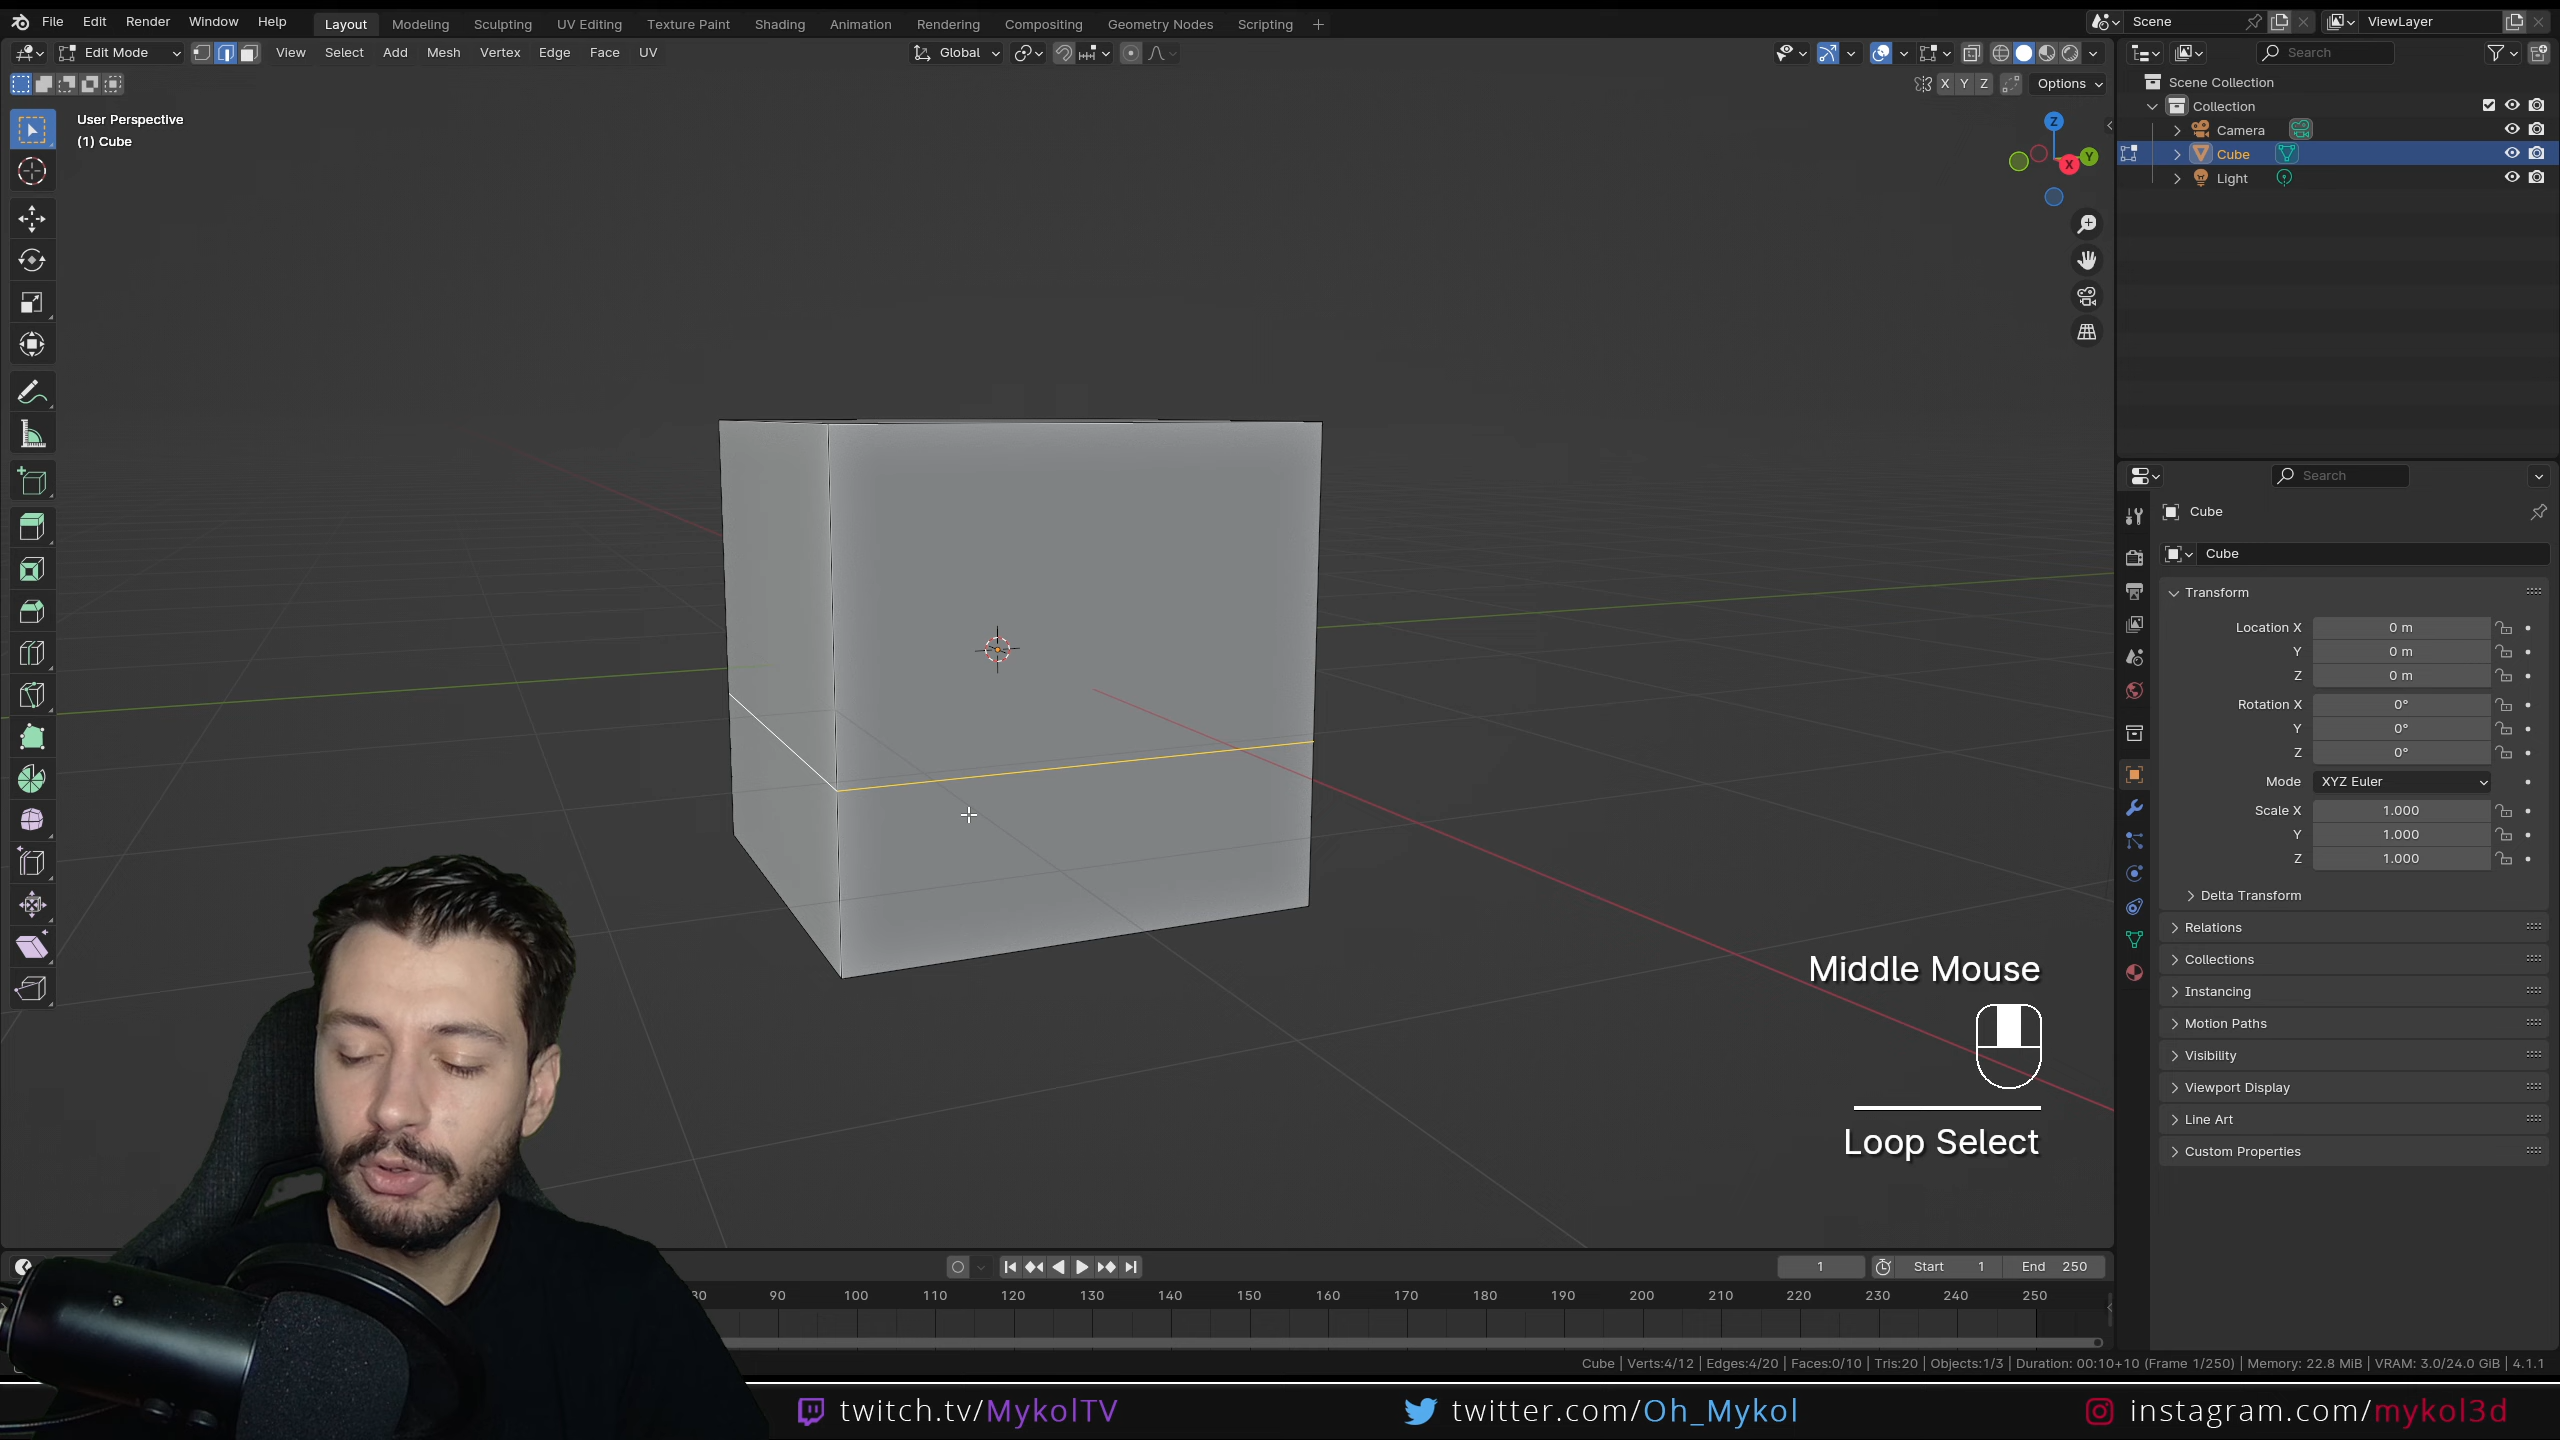 File Edit Render Window Help Layout Modeling Sculpting UV Editing Texture Paint Shading Animation Rendering Compositing Geometry Nodes Scripting +
Scene
ViewLayer
Edit Mode View Select Add Mesh Vertex Edge Face UV
Global
Search
X Y Z Options
User Perspective
(1) Cube
Z
Y
X
Scene Collection
Collection
Camera
Cube
Light
Search
Cube
Cube
Transform
Location X 0 m
Y 0 m
Z 0 m
Rotation X 0°
Y 0°
Z 0°
Mode XYZ Euler
Scale X 1.000
Y 1.000
Z 1.000
Delta Transform
Relations
Collections
Instancing
Motion Paths
Visibility
Viewport Display
Line Art
Custom Properties
Middle Mouse
Loop Select
1 Start 1 End 250
90 100 110 120 130 140 150 160 170 180 190 200 210 220 230 240 250
Cube | Verts:4/12 | Edges:4/20 | Faces:0/10 | Tris:20 | Objects:1/3 | Duration: 00:10+10 (Frame 1/250) | Memory: 22.8 MiB | VRAM: 3.0/24.0 GiB | 4.1.1
twitch.tv/MykolTV
twitter.com/Oh_Mykol
instagram.com/mykol3d